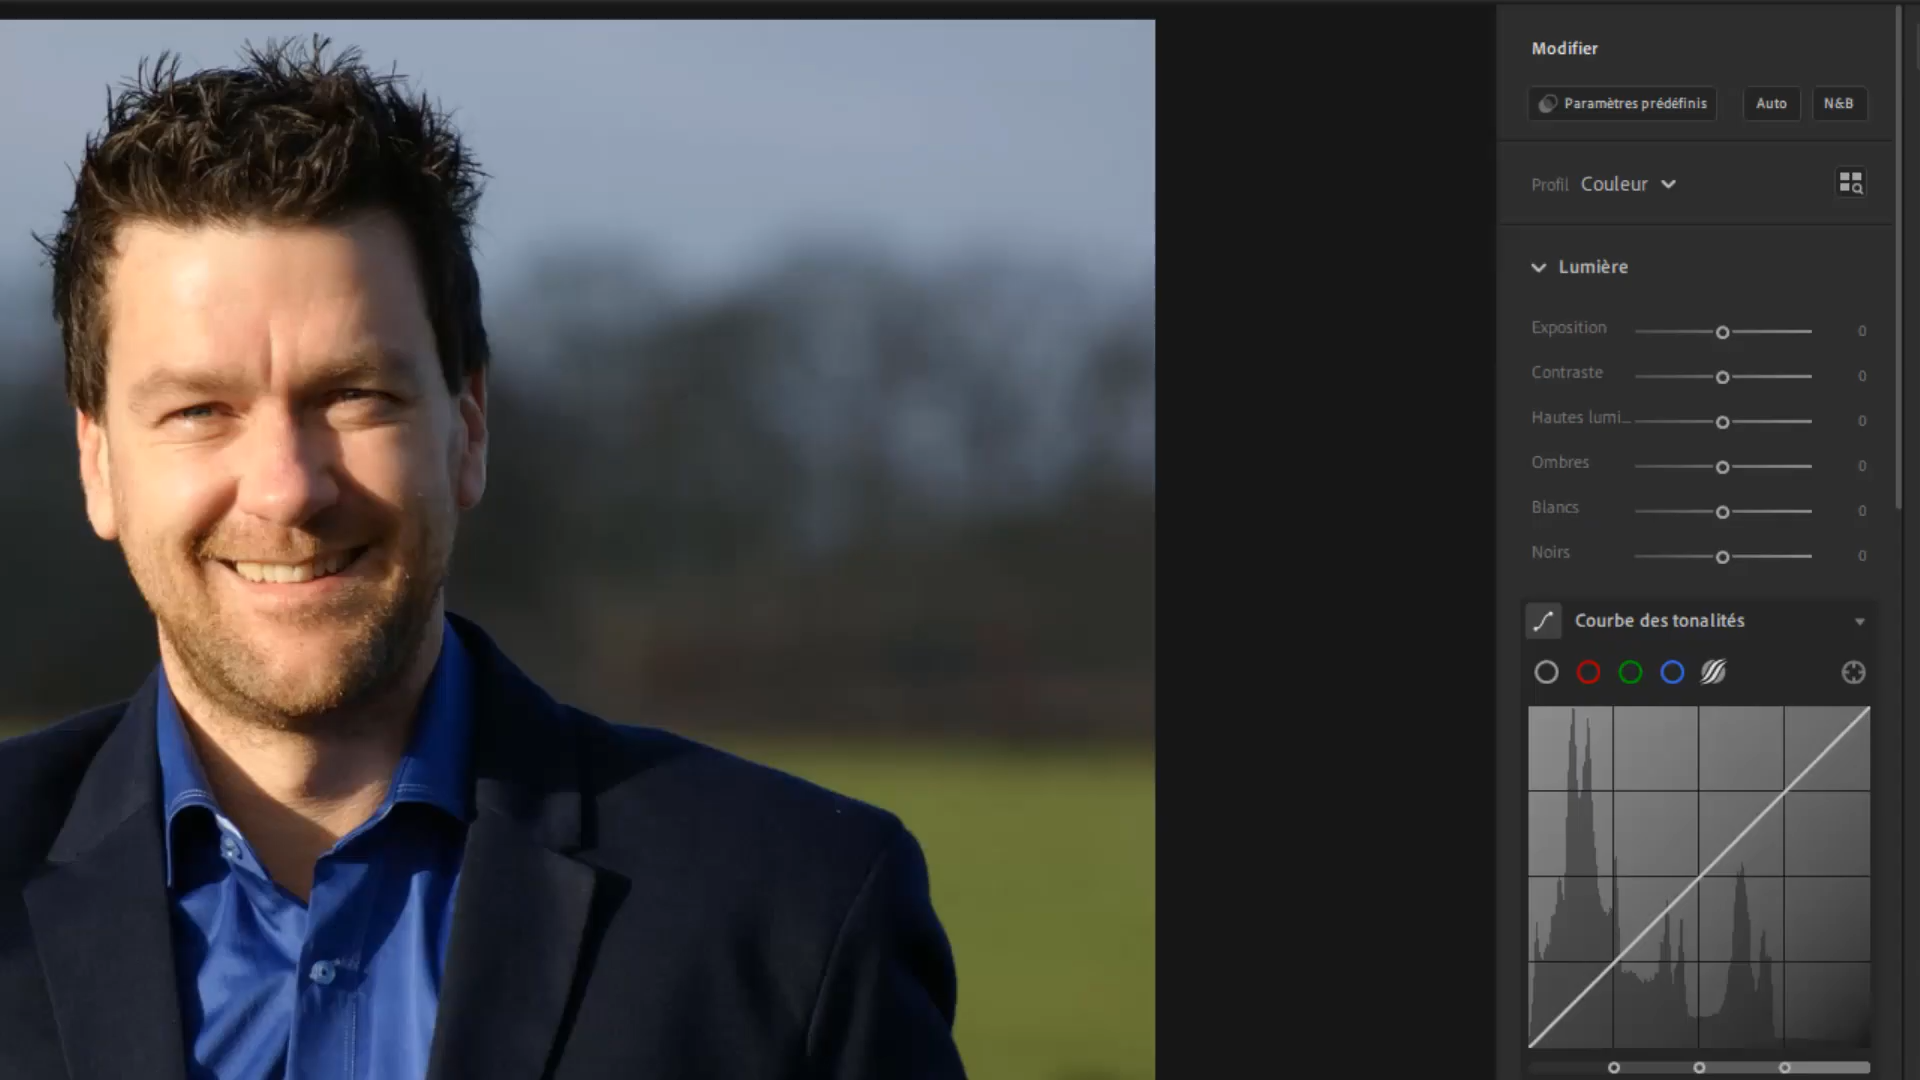 Modifier
Paramètres prédéfinis Auto N&B
Profil Couleur
Lumière
Exposition 0
Contraste 0
Hautes lumi... 0
Ombres 0
Blancs 0
Noirs 0
Courbe des tonalités